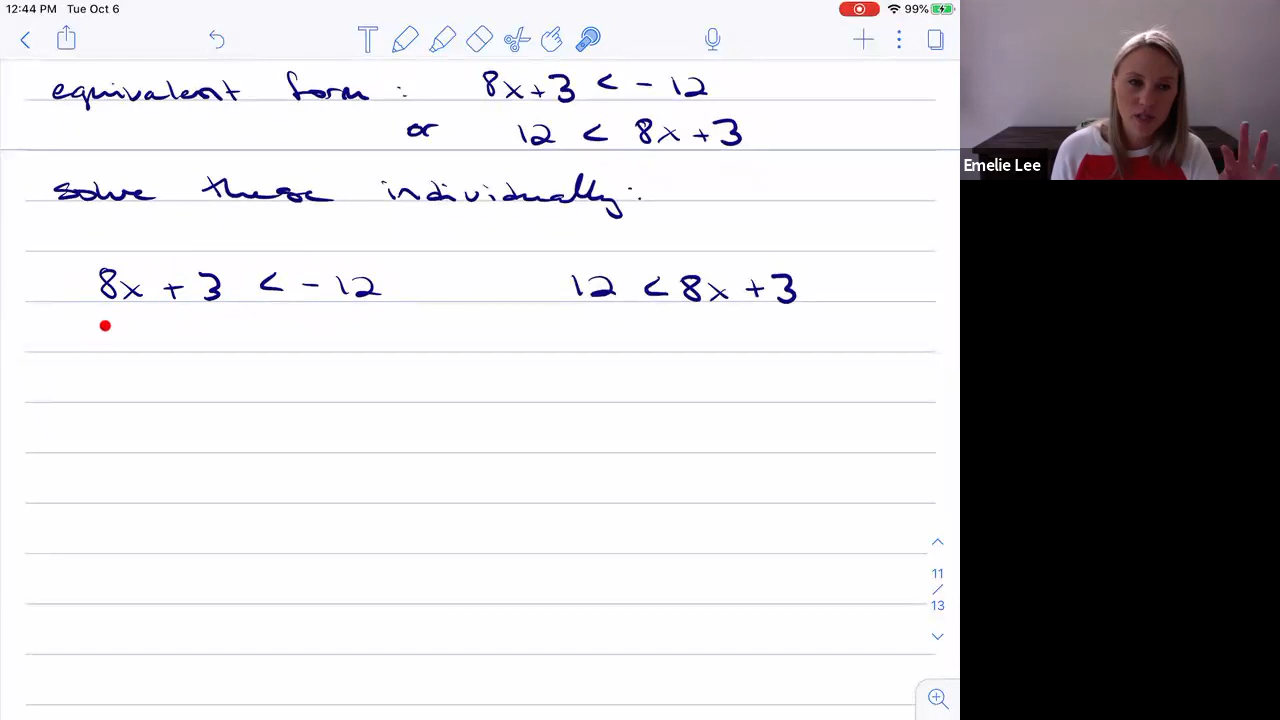 12:44 PM Tue Oct 6
99%
T
equivalent form : 8x+3 < - 12
or 12 < 8x+3
Emelie Lee
solve these individually:
8x + 3 < - 12
12 < 8x + 3
11
/
13